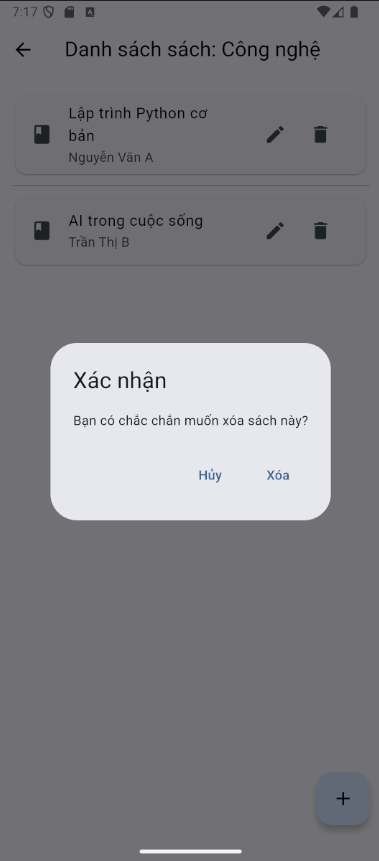 7:17
Danh sách sách: Công nghệ
Lập trình Python cơ
bản
Nguyễn Văn A
AI trong cuộc sống
Trần Thị B
Xác nhận
Bạn có chắc chắn muốn xóa sách này?
Hủy Xóa